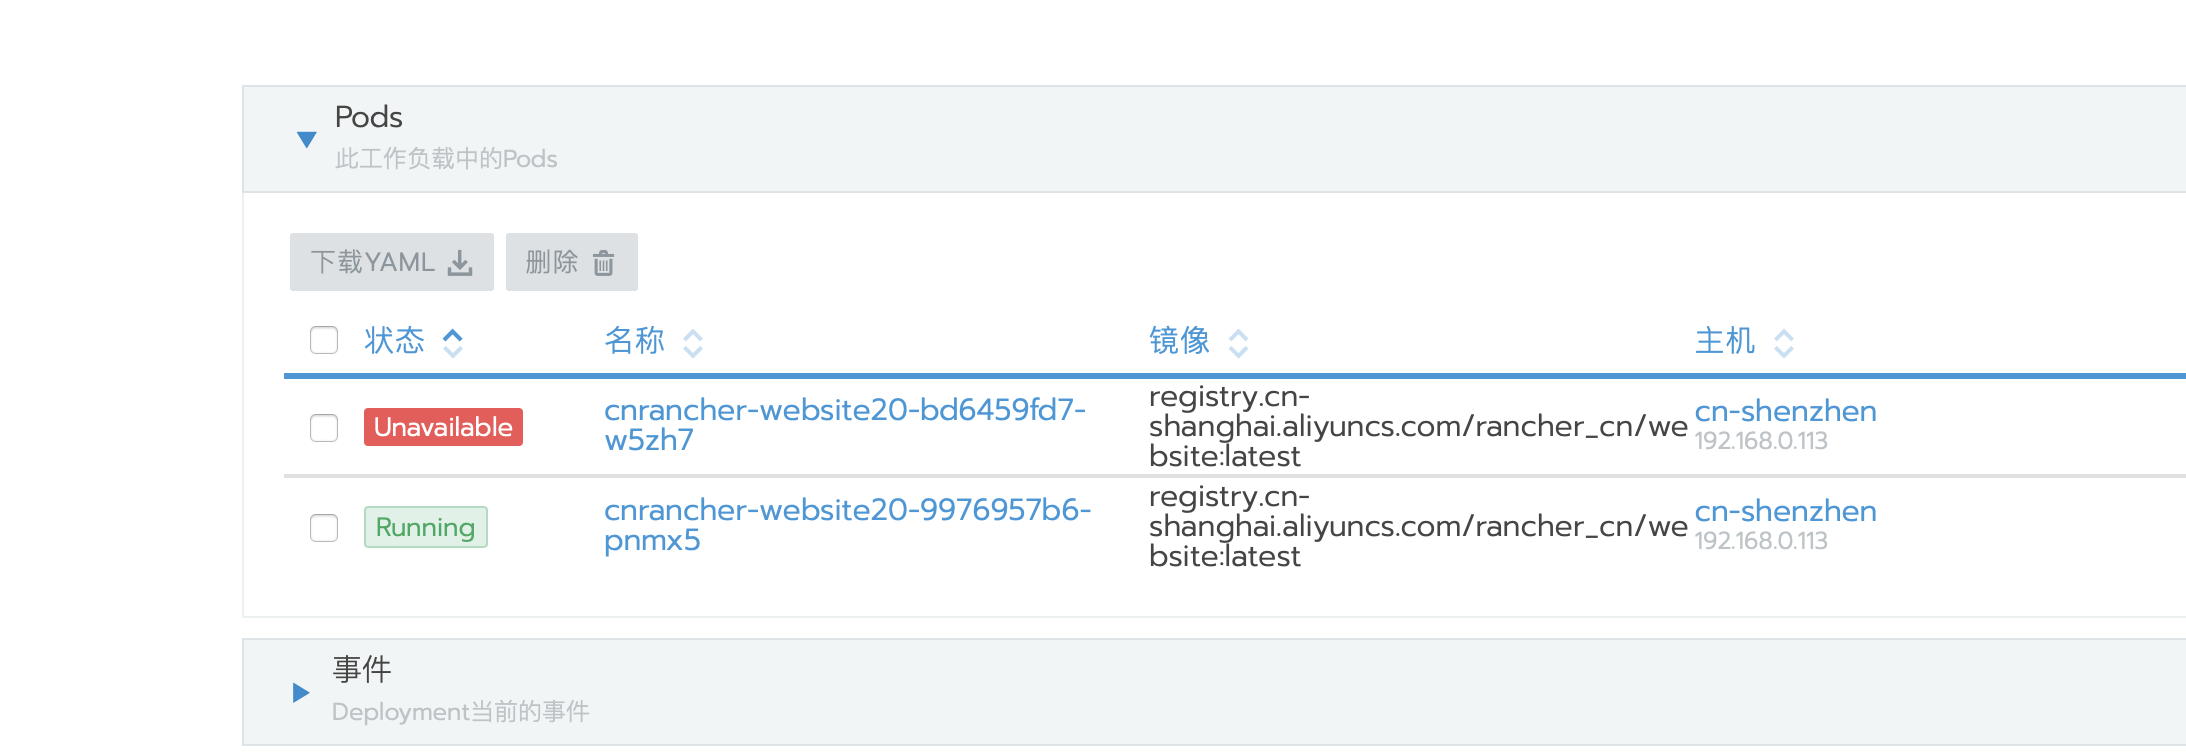 Pods
此工作负载中的Pods
下载YAML 删除
状态 名称 镜像 主机
Unavailable
cnrancher-website20-bd6459fd7-
w5zh7
registry.cn-
shanghai.aliyuncs.com/rancher_cn/we
bsite:latest
cn-shenzhen
192.168.0.113
Running
cnrancher-website20-9976957b6-
pnmx5
registry.cn-
shanghai.aliyuncs.com/rancher_cn/we
bsite:latest
cn-shenzhen
192.168.0.113
事件
Deployment当前的事件